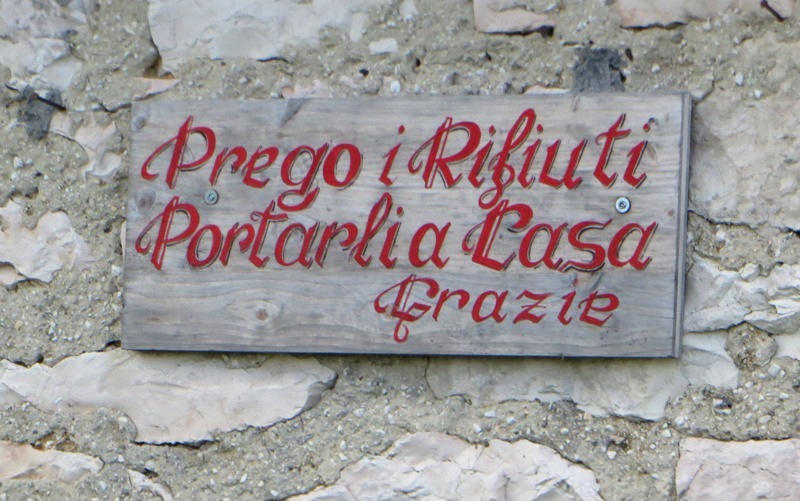 Prego i Rifiuti
Portarli a Casa
Grazie